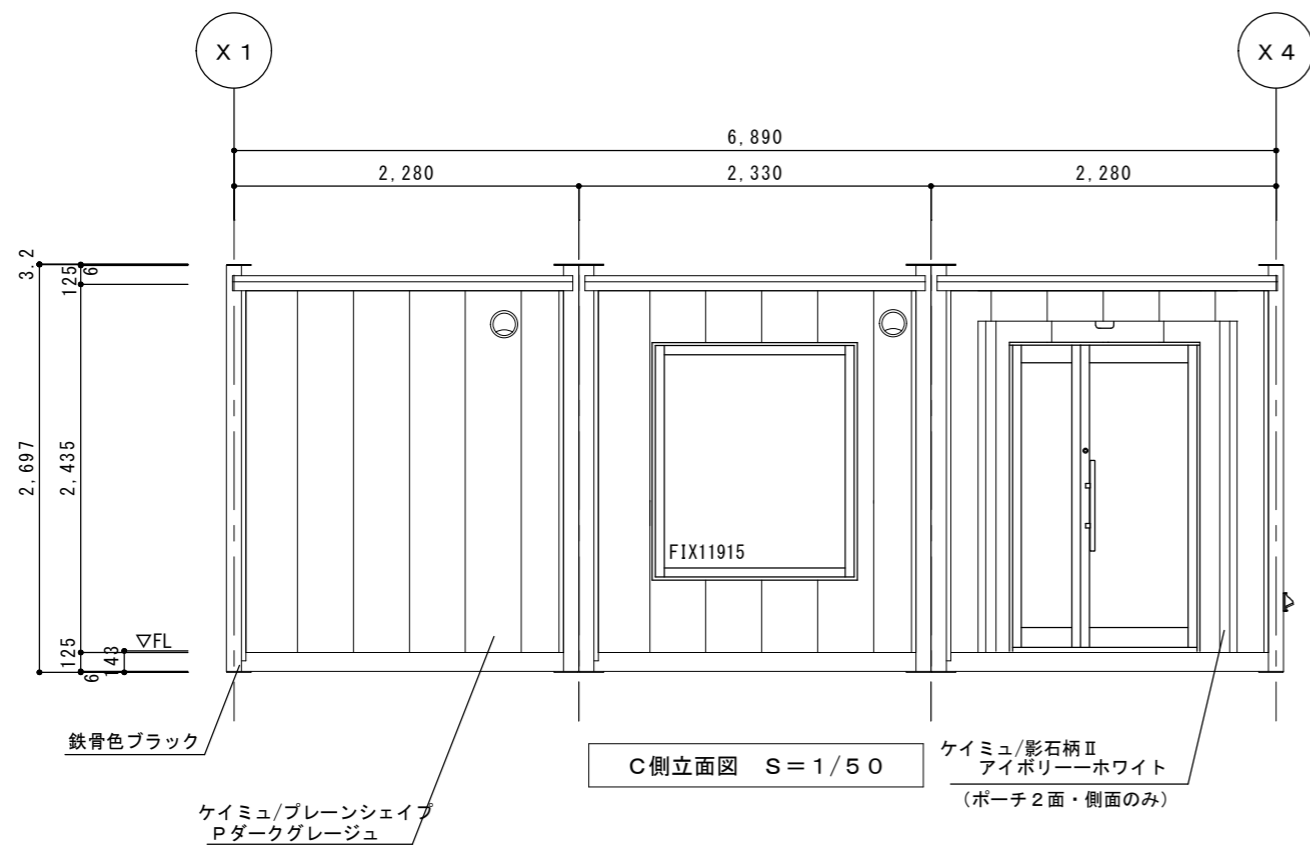 X 1
X 4
6,890
2,280
2,330
2,280
3.2
125
6
2,697
2,435
FIX11915
▽FL
125
143
6
鉄骨色ブラック
C側立面図 S=1/50
ケイミュ/影石柄Ⅱ
アイボリーーホワイト
(ポーチ2面・側面のみ)
ケイミュ/プレーンシェイプ
Pダークグレージュ